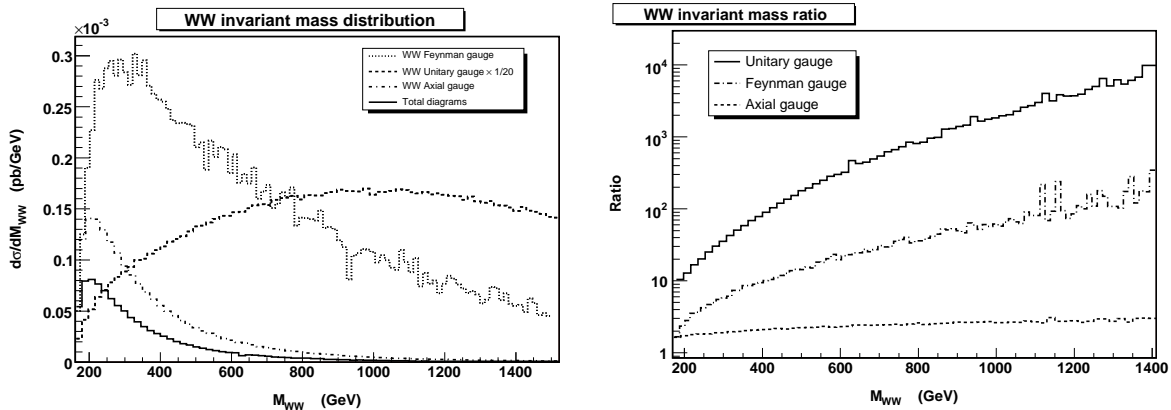 WW invariant mass distribution
×10⁻³
0.3
0.25
0.2
0.15
0.1
0.05
0
dσ/dM_WW (pb/GeV)
WW Feynman gauge
WW Unitary gauge × 1/20
WW Axial gauge
Total diagrams
200 400 600 800 1000 1200 1400
M_WW (GeV)
WW invariant mass ratio
10⁴
10³
10²
10
1
Ratio
Unitary gauge
Feynman gauge
Axial gauge
200 400 600 800 1000 1200 1400
M_WW (GeV)